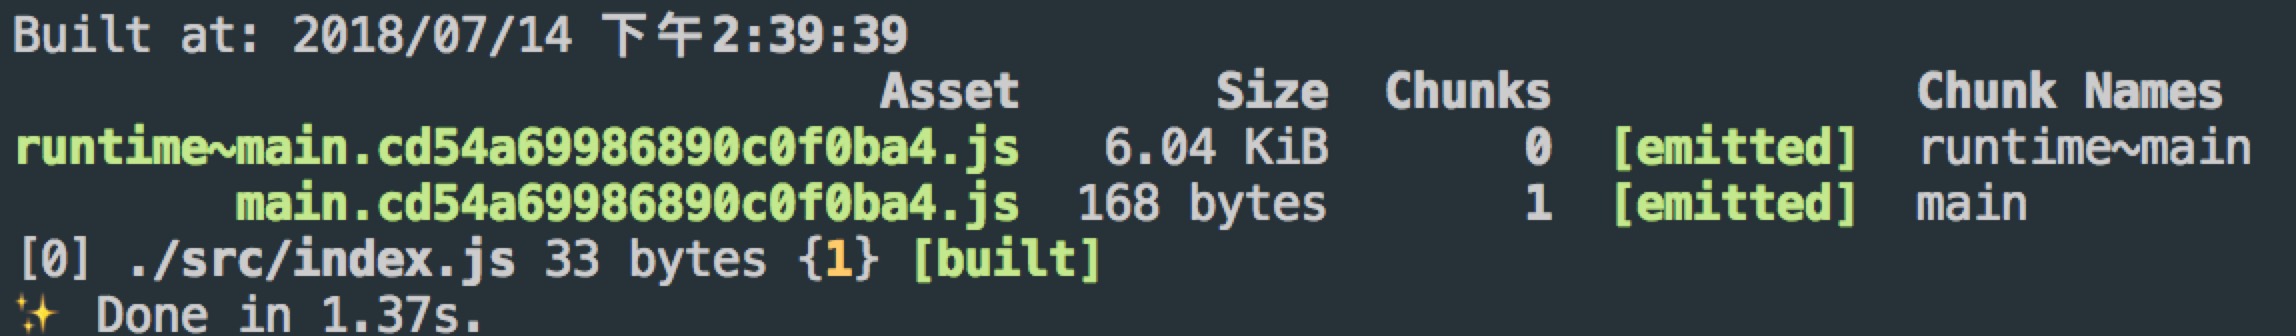 Built at: 2018/07/14 下午2:39:39
Asset Size Chunks Chunk Names
runtime~main.cd54a69986890c0f0ba4.js 6.04 KiB 0 [emitted] runtime~main
main.cd54a69986890c0f0ba4.js 168 bytes 1 [emitted] main
[0] ./src/index.js 33 bytes {1} [built]
✨ Done in 1.37s.